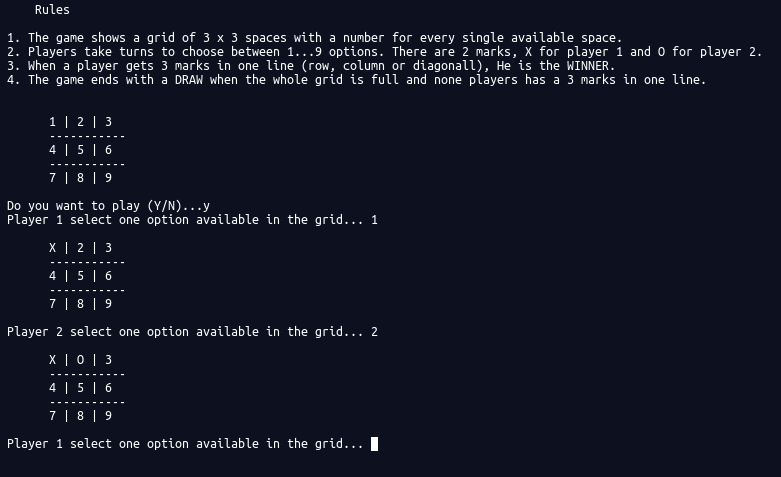 Rules
1. The game shows a grid of 3 x 3 spaces with a number for every single available space.
2. Players take turns to choose between 1...9 options. There are 2 marks, X for player 1 and O for player 2.
3. When a player gets 3 marks in one line (row, column or diagonall), He is the WINNER.
4. The game ends with a DRAW when the whole grid is full and none players has a 3 marks in one line.
1 | 2 | 3
-----------
4 | 5 | 6
-----------
7 | 8 | 9
Do you want to play (Y/N)...y
Player 1 select one option available in the grid... 1
X | 2 | 3
-----------
4 | 5 | 6
-----------
7 | 8 | 9
Player 2 select one option available in the grid... 2
X | O | 3
-----------
4 | 5 | 6
-----------
7 | 8 | 9
Player 1 select one option available in the grid...